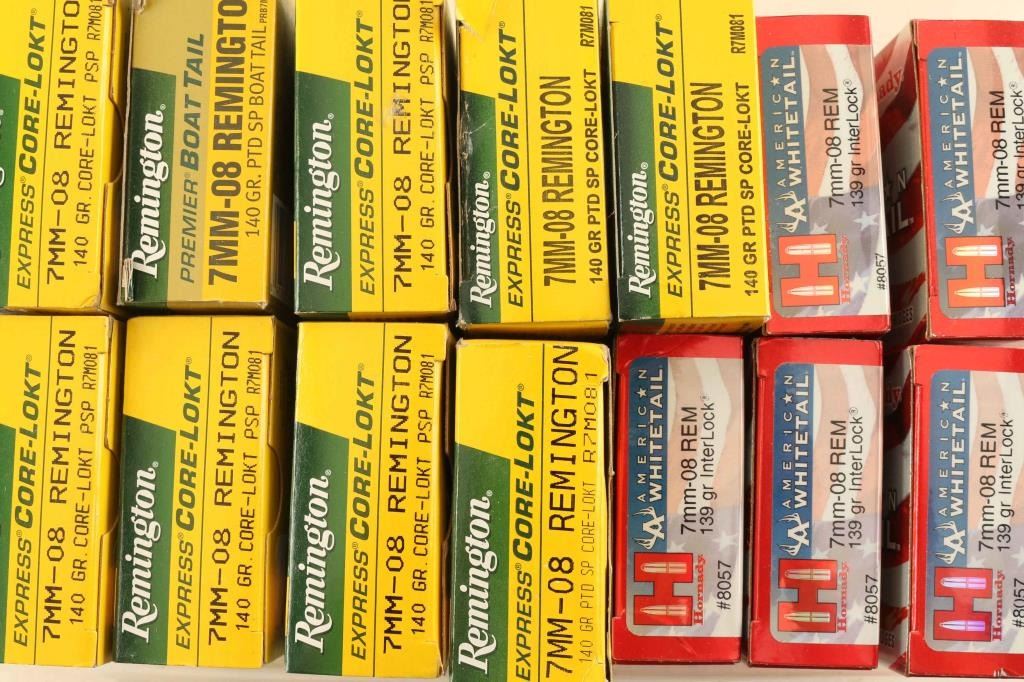 EXPRESS® CORE-LOKT®
7MM-08 REMINGTON
140 GR. CORE-LOKT PSP R7M081
Remington®
PREMIER® BOAT TAIL
7MM-08 REMINGTO
140 GR. PTD SP BOAT TAIL
Remington®
EXPRESS® CORE-LOKT®
7MM-08 REMINGTON
140 GR. CORE-LOKT PSP R7M081
Remington®
EXPRESS® CORE-LOKT®
7MM-08 REMINGTON
140 GR PTD SP CORE-LOKT
R7M081
Remington®
EXPRESS® CORE-LOKT®
7MM-08 REMINGTON
140 GR PTD SP CORE-LOKT
R7M081
AMERICAN
WHITETAIL®
7mm-08 REM
139 gr InterLock®
H
Hornady
#8057
AMERICAN
WHITETAIL
7mm-08 REM
139 gr InterLock®
H
Hornady
EXPRESS® CORE-LOKT®
7MM-08 REMINGTON
140 GR. CORE-LOKT PSP R7M081
Remington®
EXPRESS® CORE-LOKT®
7MM-08 REMINGTON
140 GR. CORE-LOKT PSP R7M081
Remington®
EXPRESS® CORE-LOKT®
7MM-08 REMINGTON
140 GR. CORE-LOKT PSP R7M081
Remington®
EXPRESS® CORE-LOKT®
7MM-08 REMINGTON
140 GR PTD SP CORE-LOKT R7M081
AMERICAN
WHITETAIL
7mm-08 REM
139 gr InterLock®
H
Hornady
#8057
AMERICAN
WHITETAIL
7mm-08 REM
139 gr InterLock®
H
Hornady
#8057
AMERICAN
WHITETAIL
7mm-08 REM
139 gr InterLock®
H
Hornady
#8057